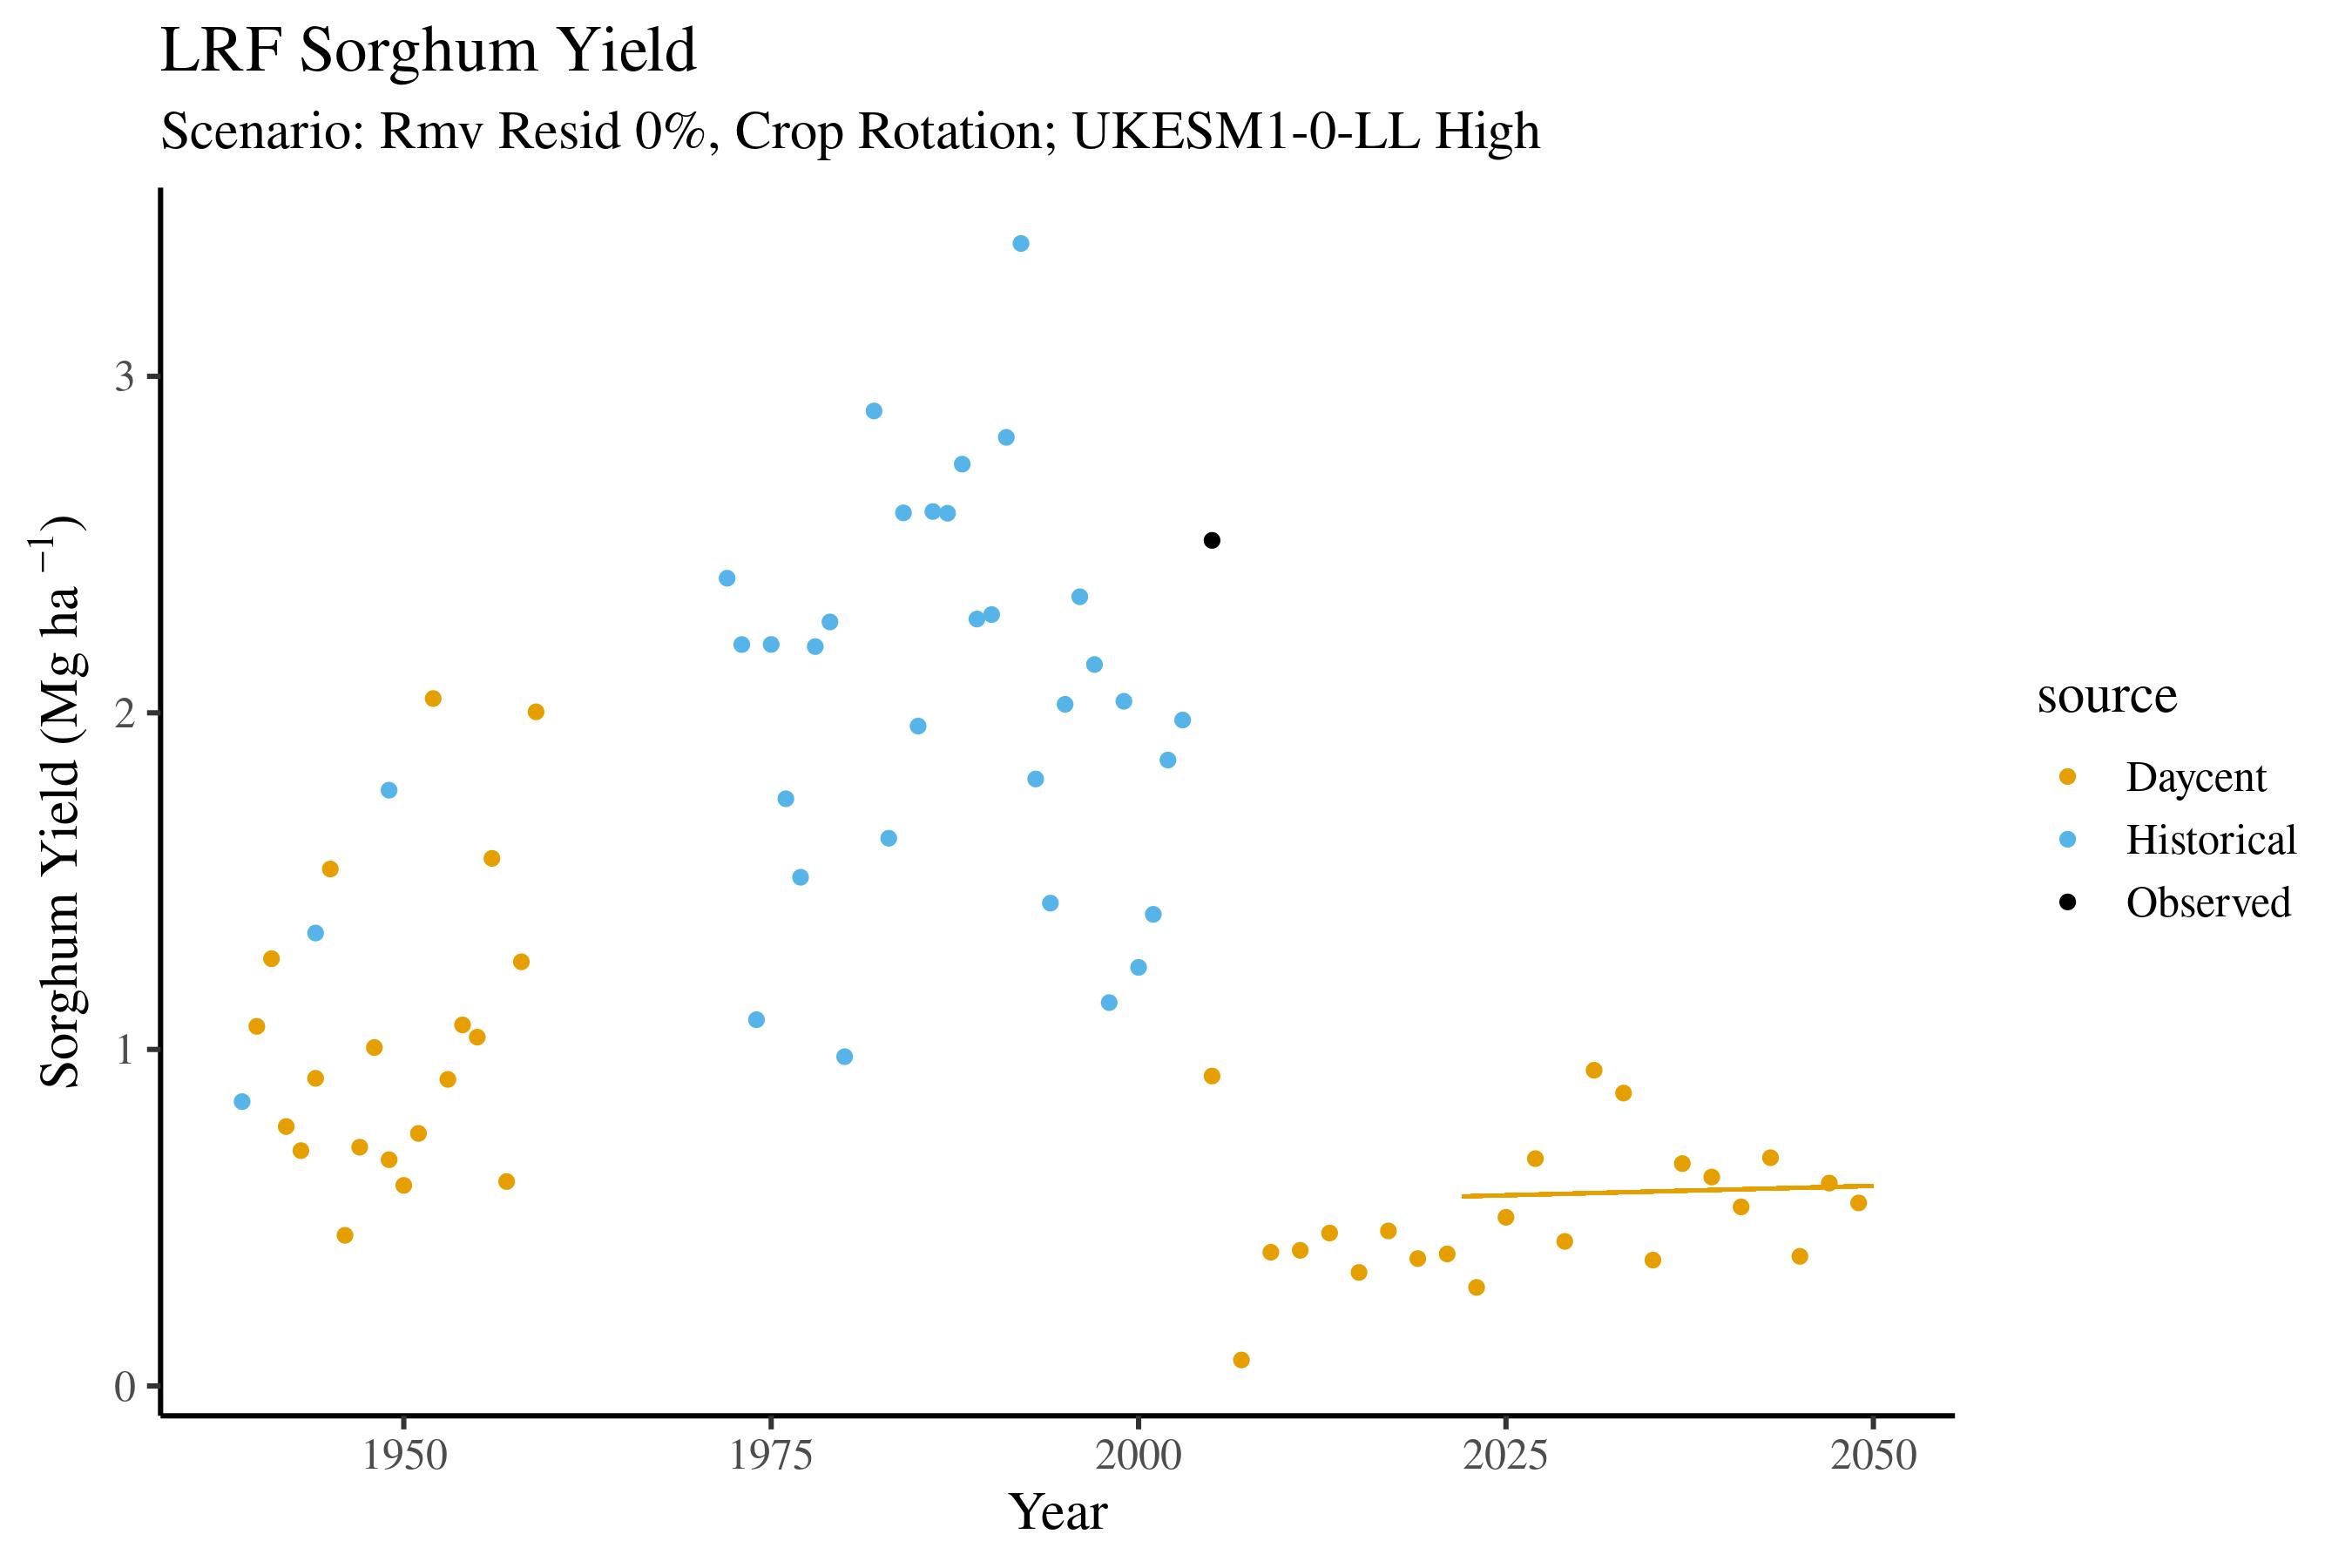 LRF Sorghum Yield
Scenario: Rmv Resid 0%, Crop Rotation; UKESM1-0-LL High
Sorghum Yield (Mg ha −1)
3
2
1
0
1950 1975 2000 2025 2050
Year
source
Daycent
Historical
Observed